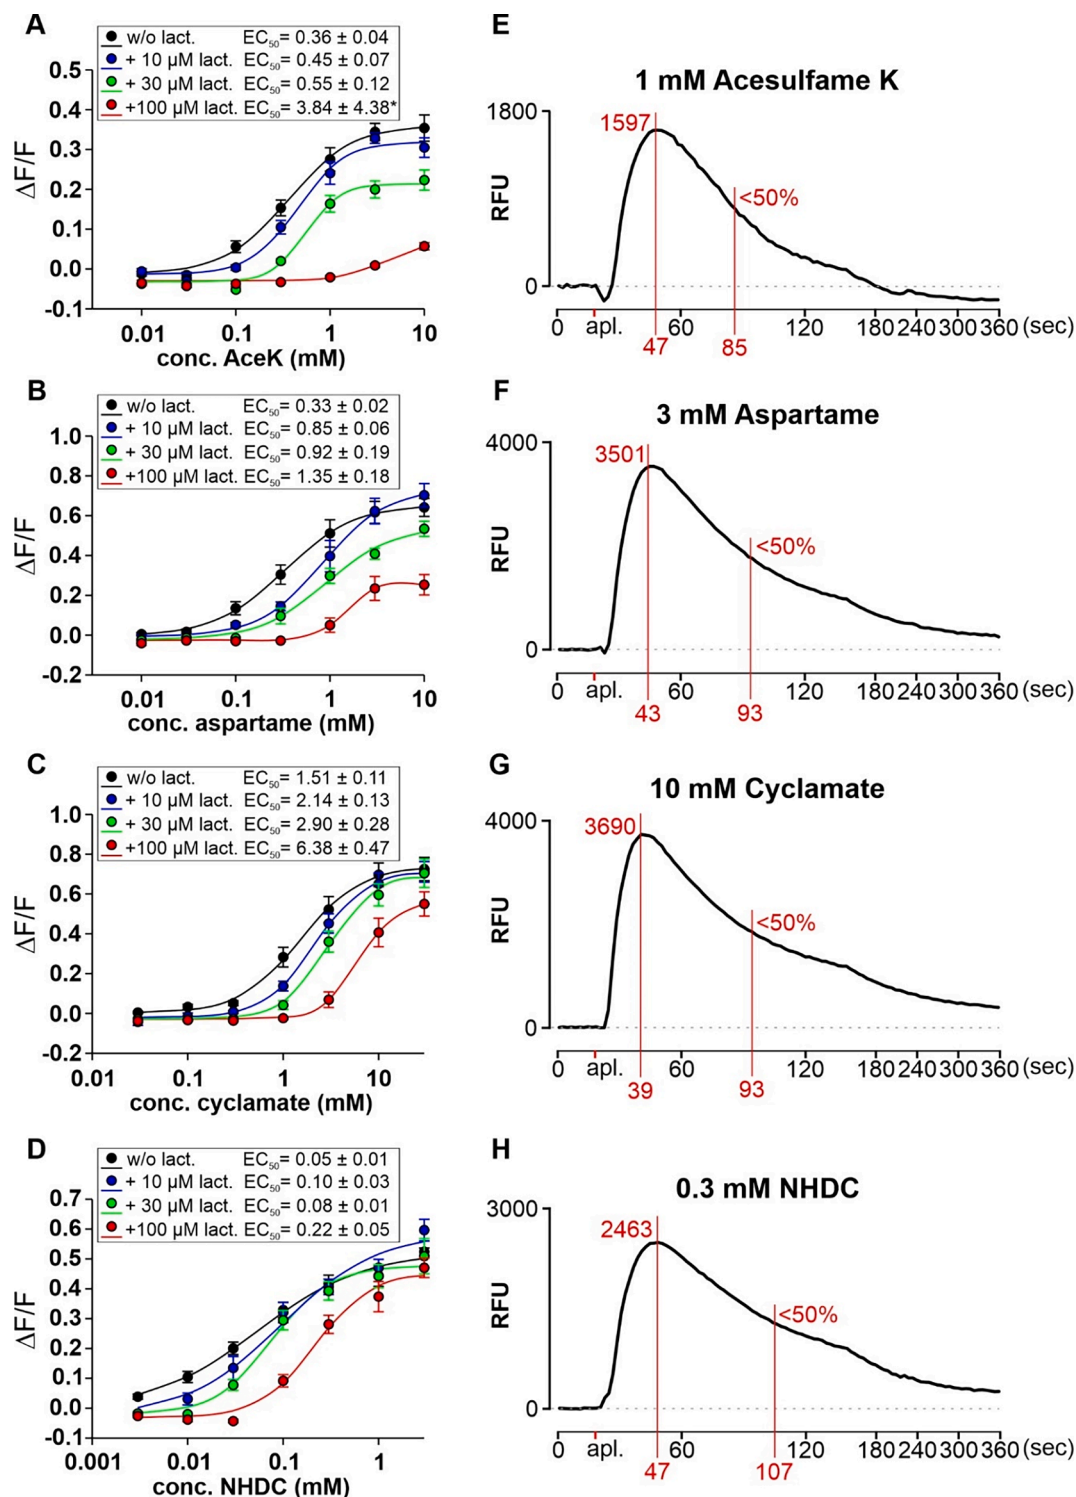 A
w/o lact. EC50= 0.36 ± 0.04
+ 10 µM lact. EC50= 0.45 ± 0.07
+ 30 µM lact. EC50= 0.55 ± 0.12
+100 µM lact. EC50= 3.84 ± 4.38*
0.5
0.4
0.3
0.2
0.1
0.0
-0.1
ΔF/F
0.01 0.1 1 10
conc. AceK (mM)
E
1 mM Acesulfame K
1800
1597
<50%
RFU
0
0 apl. 60 120 180 240 300 360 (sec)
47 85
B
w/o lact. EC50= 0.33 ± 0.02
+ 10 µM lact. EC50= 0.85 ± 0.06
+ 30 µM lact. EC50= 0.92 ± 0.19
+100 µM lact. EC50= 1.35 ± 0.18
1.0
0.8
0.6
0.4
0.2
0.0
-0.2
ΔF/F
0.01 0.1 1 10
conc. aspartame (mM)
F
3 mM Aspartame
4000
3501
<50%
RFU
0
0 apl. 60 120 180 240 300 360 (sec)
43 93
C
w/o lact. EC50= 1.51 ± 0.11
+ 10 µM lact. EC50= 2.14 ± 0.13
+ 30 µM lact. EC50= 2.90 ± 0.28
+100 µM lact. EC50= 6.38 ± 0.47
1.0
0.8
0.6
0.4
0.2
0.0
-0.2
ΔF/F
0.01 0.1 1 10
conc. cyclamate (mM)
G
10 mM Cyclamate
4000
3690
<50%
RFU
0
0 apl. 60 120 180 240 300 360 (sec)
39 93
D
w/o lact. EC50= 0.05 ± 0.01
+ 10 µM lact. EC50= 0.10 ± 0.03
+ 30 µM lact. EC50= 0.08 ± 0.01
+100 µM lact. EC50= 0.22 ± 0.05
0.7
0.6
0.5
0.4
0.3
0.2
0.1
0.0
-0.1
ΔF/F
0.001 0.01 0.1 1
conc. NHDC (mM)
H
0.3 mM NHDC
3000
2463
<50%
RFU
0
0 apl. 60 120 180 240 300 360 (sec)
47 107